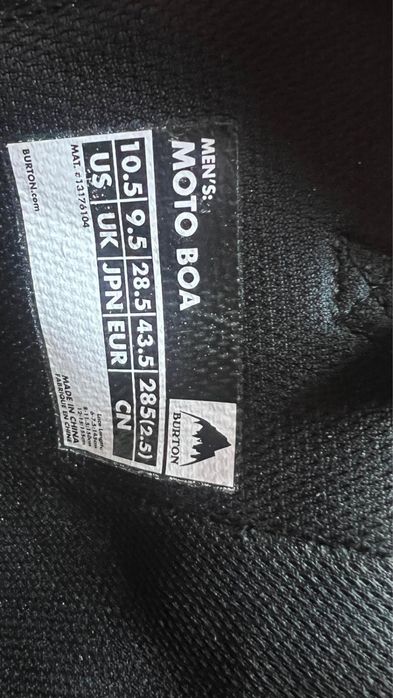 MEN'S:
MOTO BOA
BURTON
10.5 9.5 28.5 43.5 285(2.5)
US UK JPN EUR CN
MAT. #13176104
MADE IN CHINA
FABRIQUÉ EN CHINE
BURTON.com